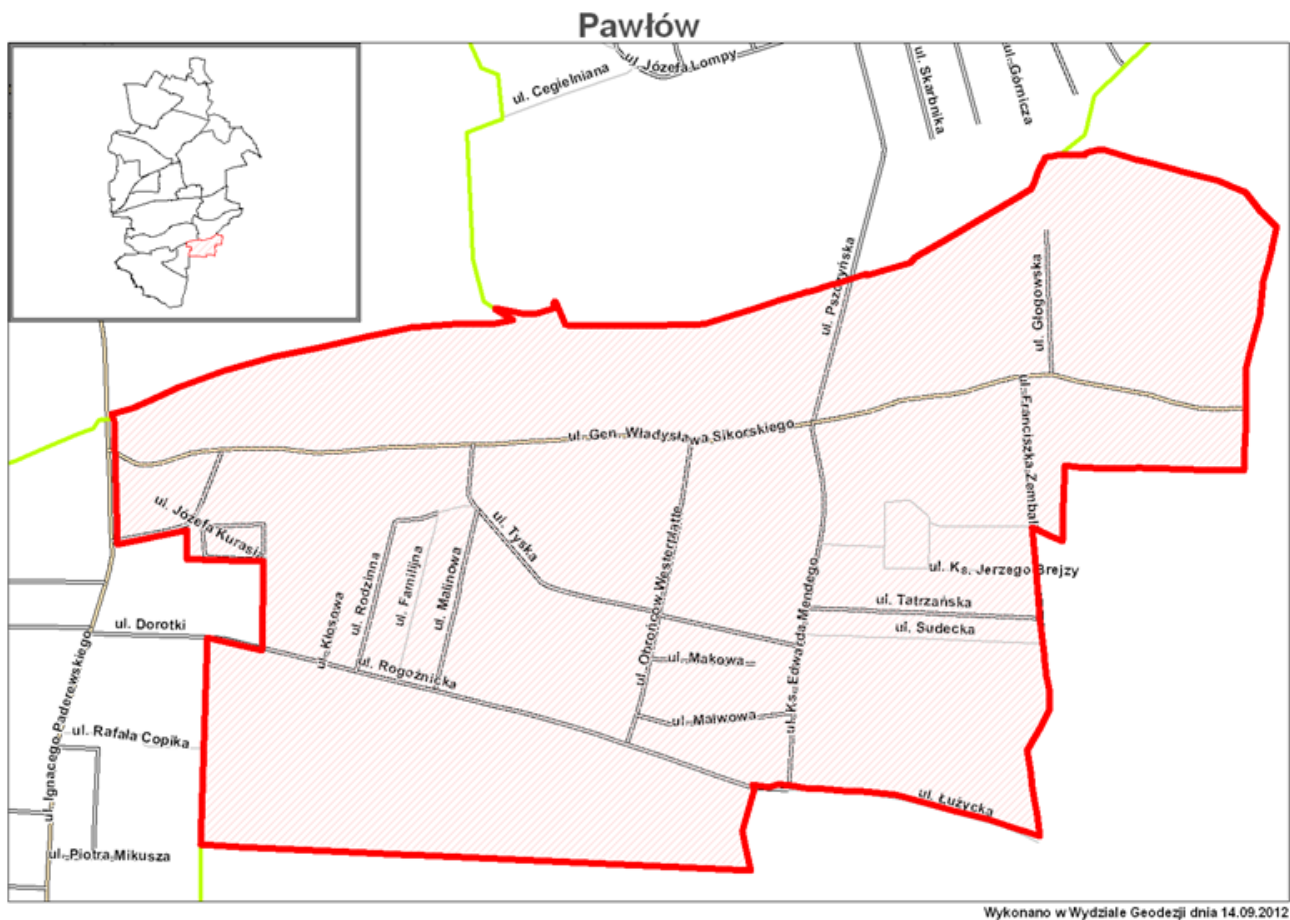 Pawłów
ul. Cegielniana
ul. Józefa Lompy
ul. Skarbnika
ul. Górnicza
ul. Pszczyńska
ul. Głogowska
ul. Franciszka Zembali
ul. Gen. Władysława Sikorskiego
ul. Józefa Kurasia
ul. Tyska
ul. Kłosowa
ul. Rodzinna
ul. Familijna
ul. Malinowa
ul. Obrońców Westerplatte
ul. Ks. Edwarda Mendego
ul. Ks. Jerzego Brejzy
ul. Tatrzańska
ul. Sudecka
ul. Dorotki
ul. Rogoźnicka
ul. Makowa
ul. Malwowa
ul. Ignacego Paderewskiego
ul. Rafała Copika
ul. Piotra Mikusza
ul. Łużycka
Wykonano w Wydziale Geodezji dnia 14.09.2012